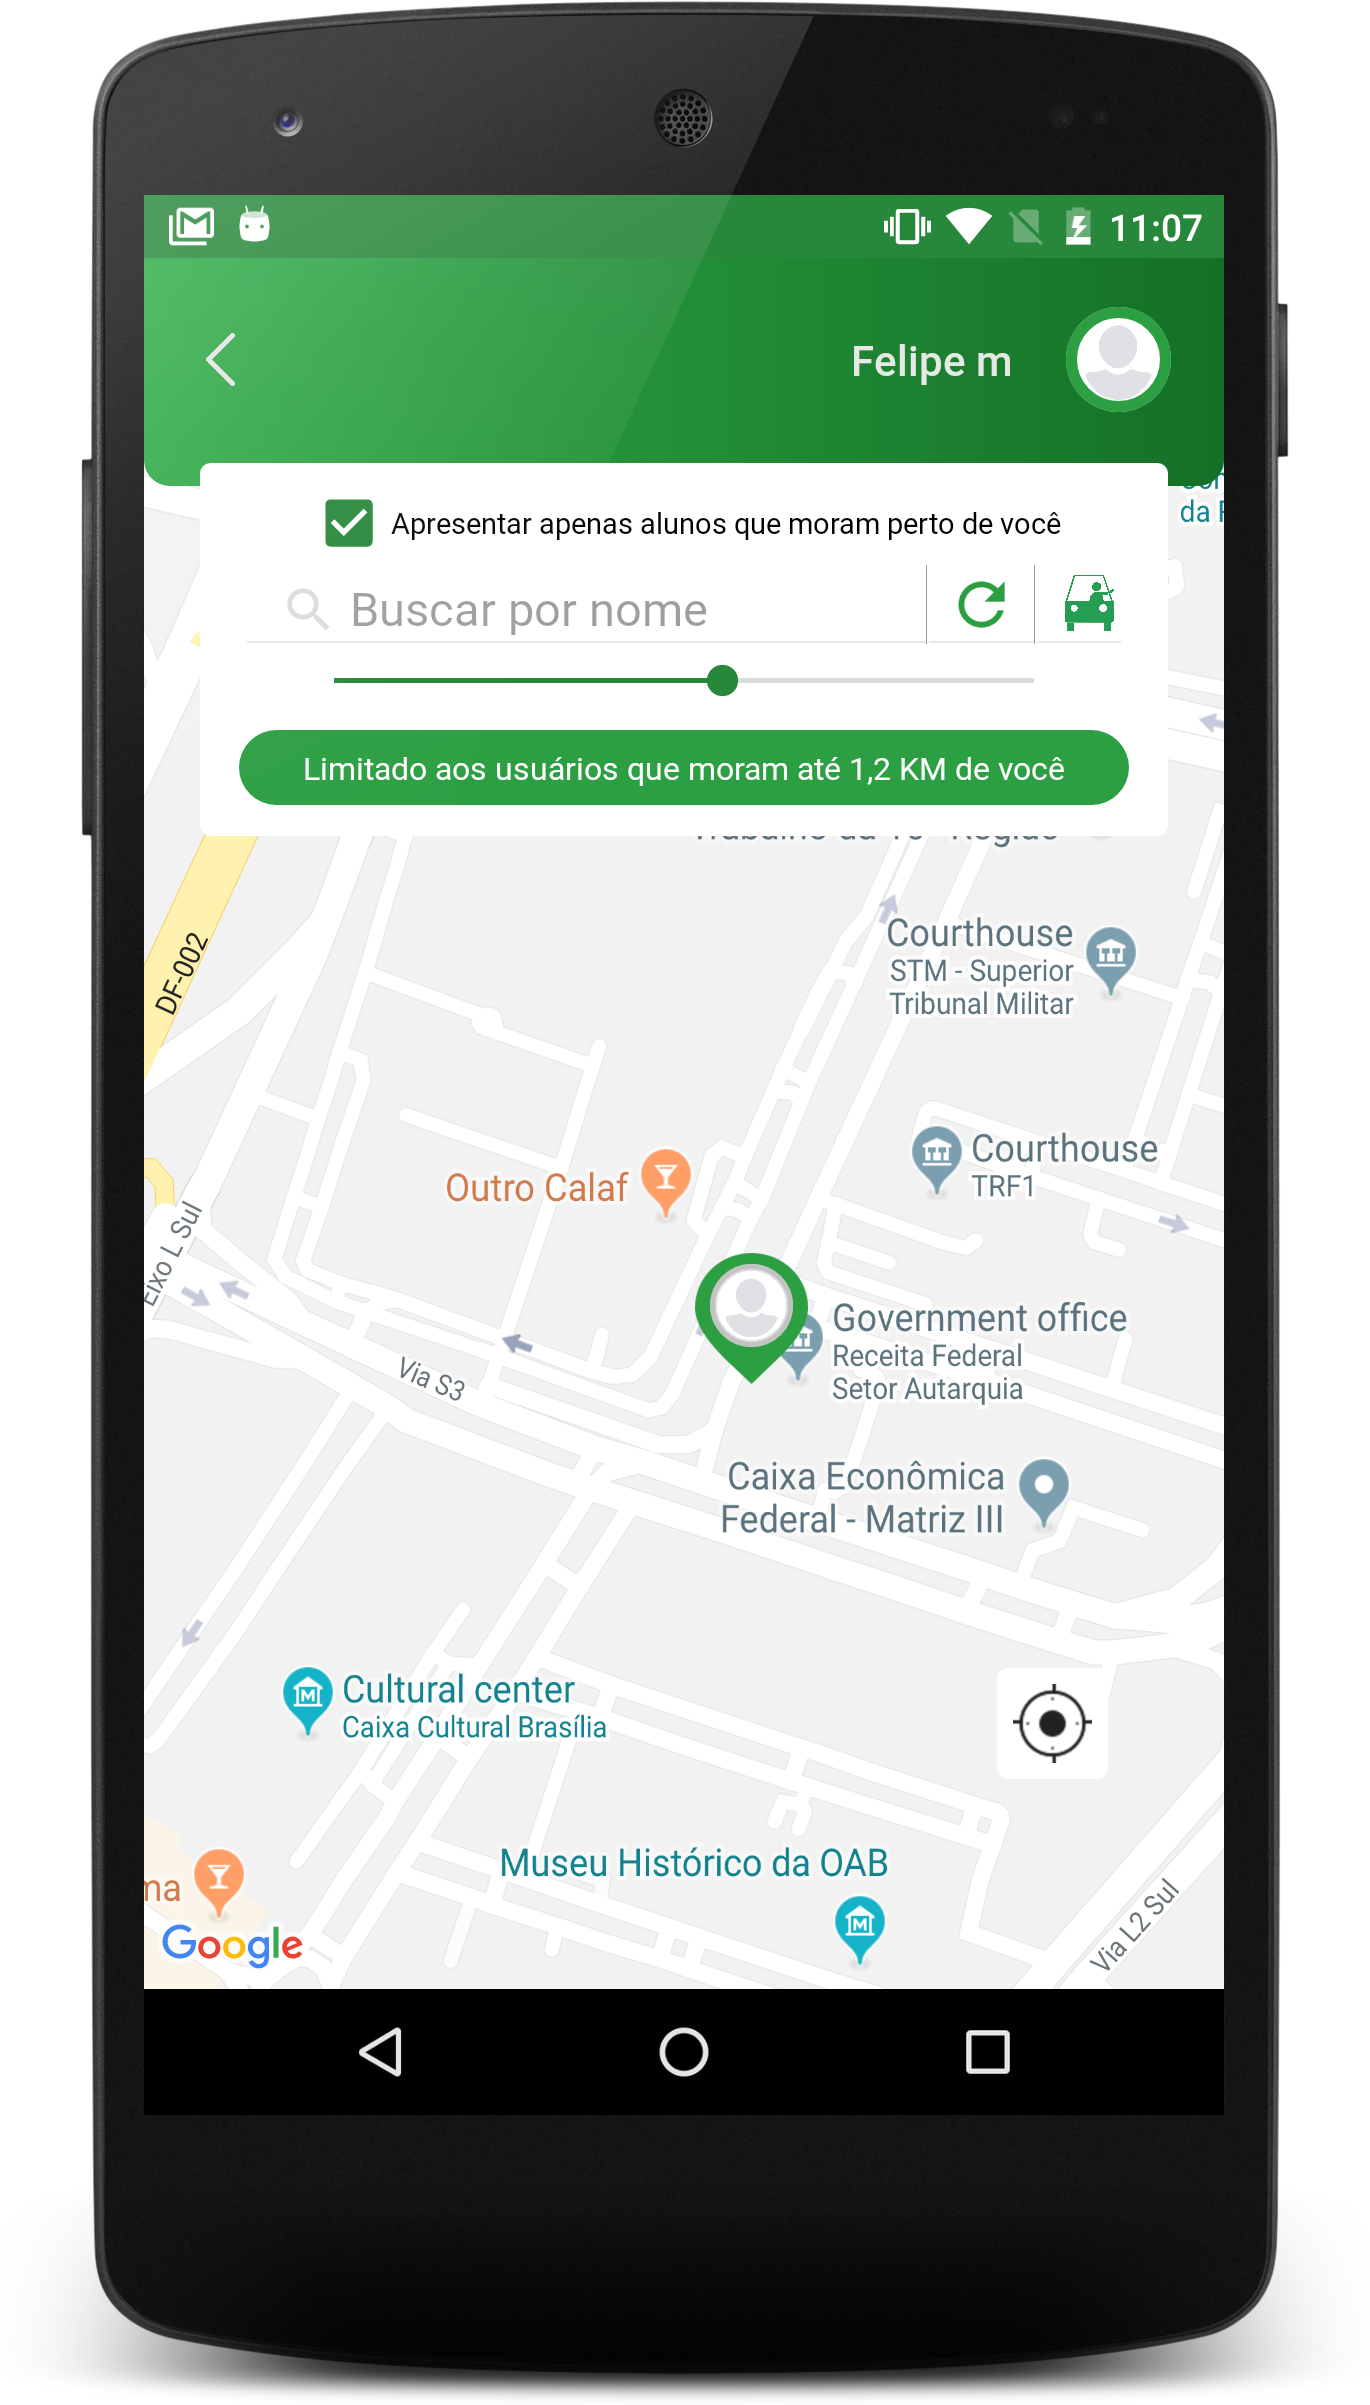 11:07
Felipe m
Apresentar apenas alunos que moram perto de você
Buscar por nome
Limitado aos usuários que moram até 1,2 KM de você
da
DF-002
Courthouse
STM - Superior
Tribunal Militar
Courthouse
TRF1
Outro Calaf
Eixo L Sul
Government office
Receita Federal
Setor Autarquia
Via S3
Caixa Econômica
Federal - Matriz III
Cultural center
Caixa Cultural Brasília
Museu Histórico da OAB
ma
Google
Via L2 Sul